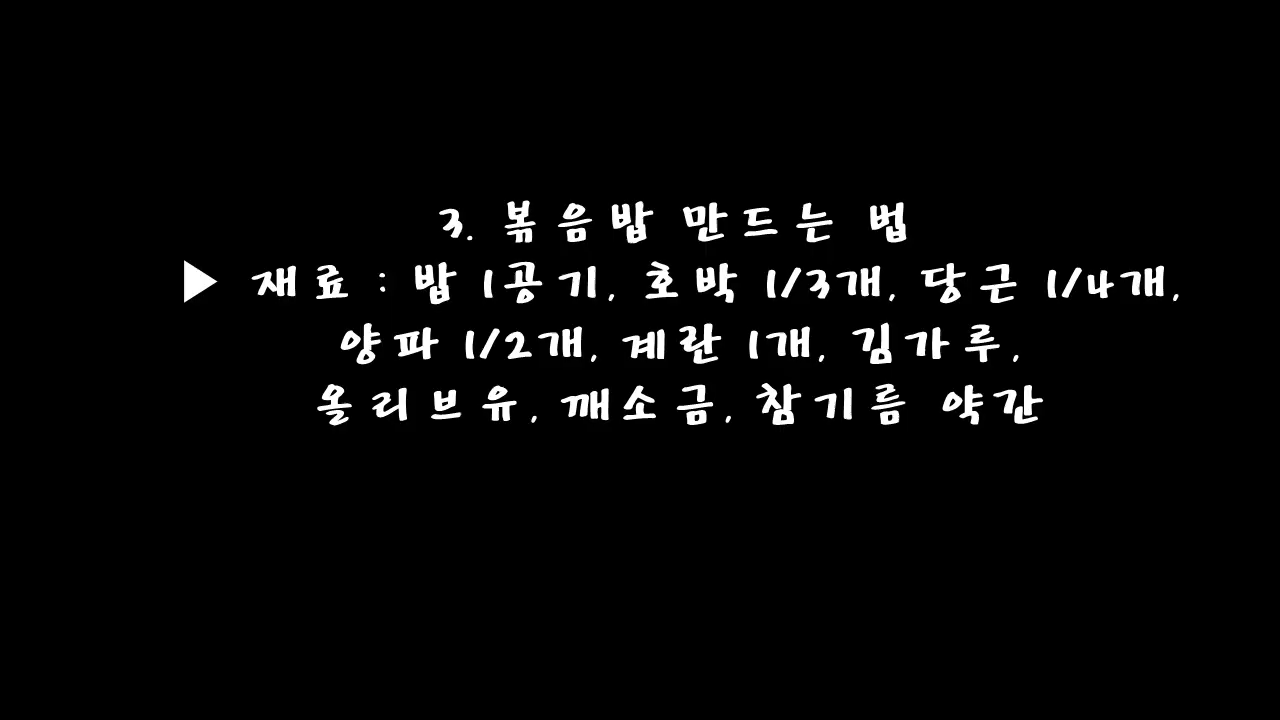 3. 볶음밥 만드는 법
▶ 재료 : 밥 1공기, 호박 1/3개, 당근 1/4개,
양파 1/2개, 계란 1개, 김가루,
올리브유, 깨소금, 참기름 약간